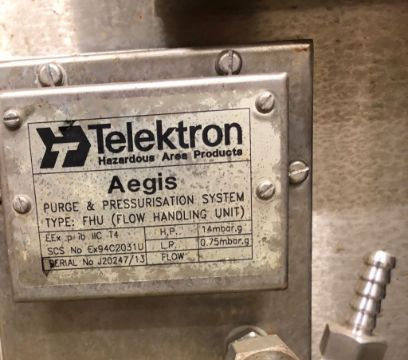 Telektron
Hazardous Area Products
Aegis
PURGE & PRESSURISATION SYSTEM
TYPE: FHU (FLOW HANDLING UNIT)
EEx p ib IIC T4 H.P. 14mbar.g
SCS No Ex94C2031U L.P. 0.75mbar.g
SERIAL No J20247/13 FLOW